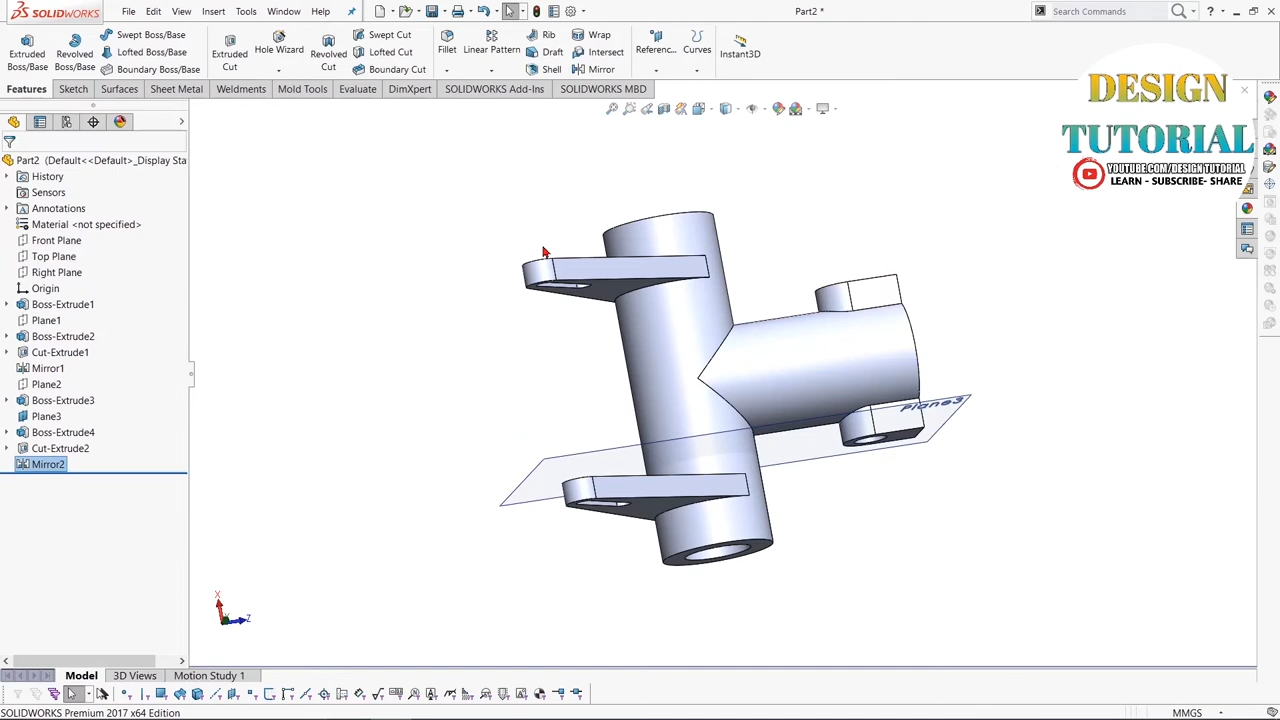 SOLIDWORKS
File Edit View Insert Tools Window Help
Part2 *
Search Commands
Extruded Boss/Base
Revolved Boss/Base
Swept Boss/Base
Lofted Boss/Base
Boundary Boss/Base
Extruded Cut
Hole Wizard
Revolved Cut
Swept Cut
Lofted Cut
Boundary Cut
Fillet
Linear Pattern
Rib
Draft
Shell
Wrap
Intersect
Mirror
Referenc...
Curves
Instant3D
Features Sketch Surfaces Sheet Metal Weldments Mold Tools Evaluate DimXpert SOLIDWORKS Add-Ins SOLIDWORKS MBD
DESIGN
TUTORIAL
YOUTUBE.COM/DESIGN TUTORIAL
LEARN - SUBSCRIBE- SHARE
Part2 (Default<<Default>_Display Sta
History
Sensors
Annotations
Material <not specified>
Front Plane
Top Plane
Right Plane
Origin
Boss-Extrude1
Plane1
Boss-Extrude2
Cut-Extrude1
Mirror1
Plane2
Boss-Extrude3
Plane3
Boss-Extrude4
Cut-Extrude2
Mirror2
Plane3
X
Y
Z
Model 3D Views Motion Study 1
SOLIDWORKS Premium 2017 x64 Edition
MMGS